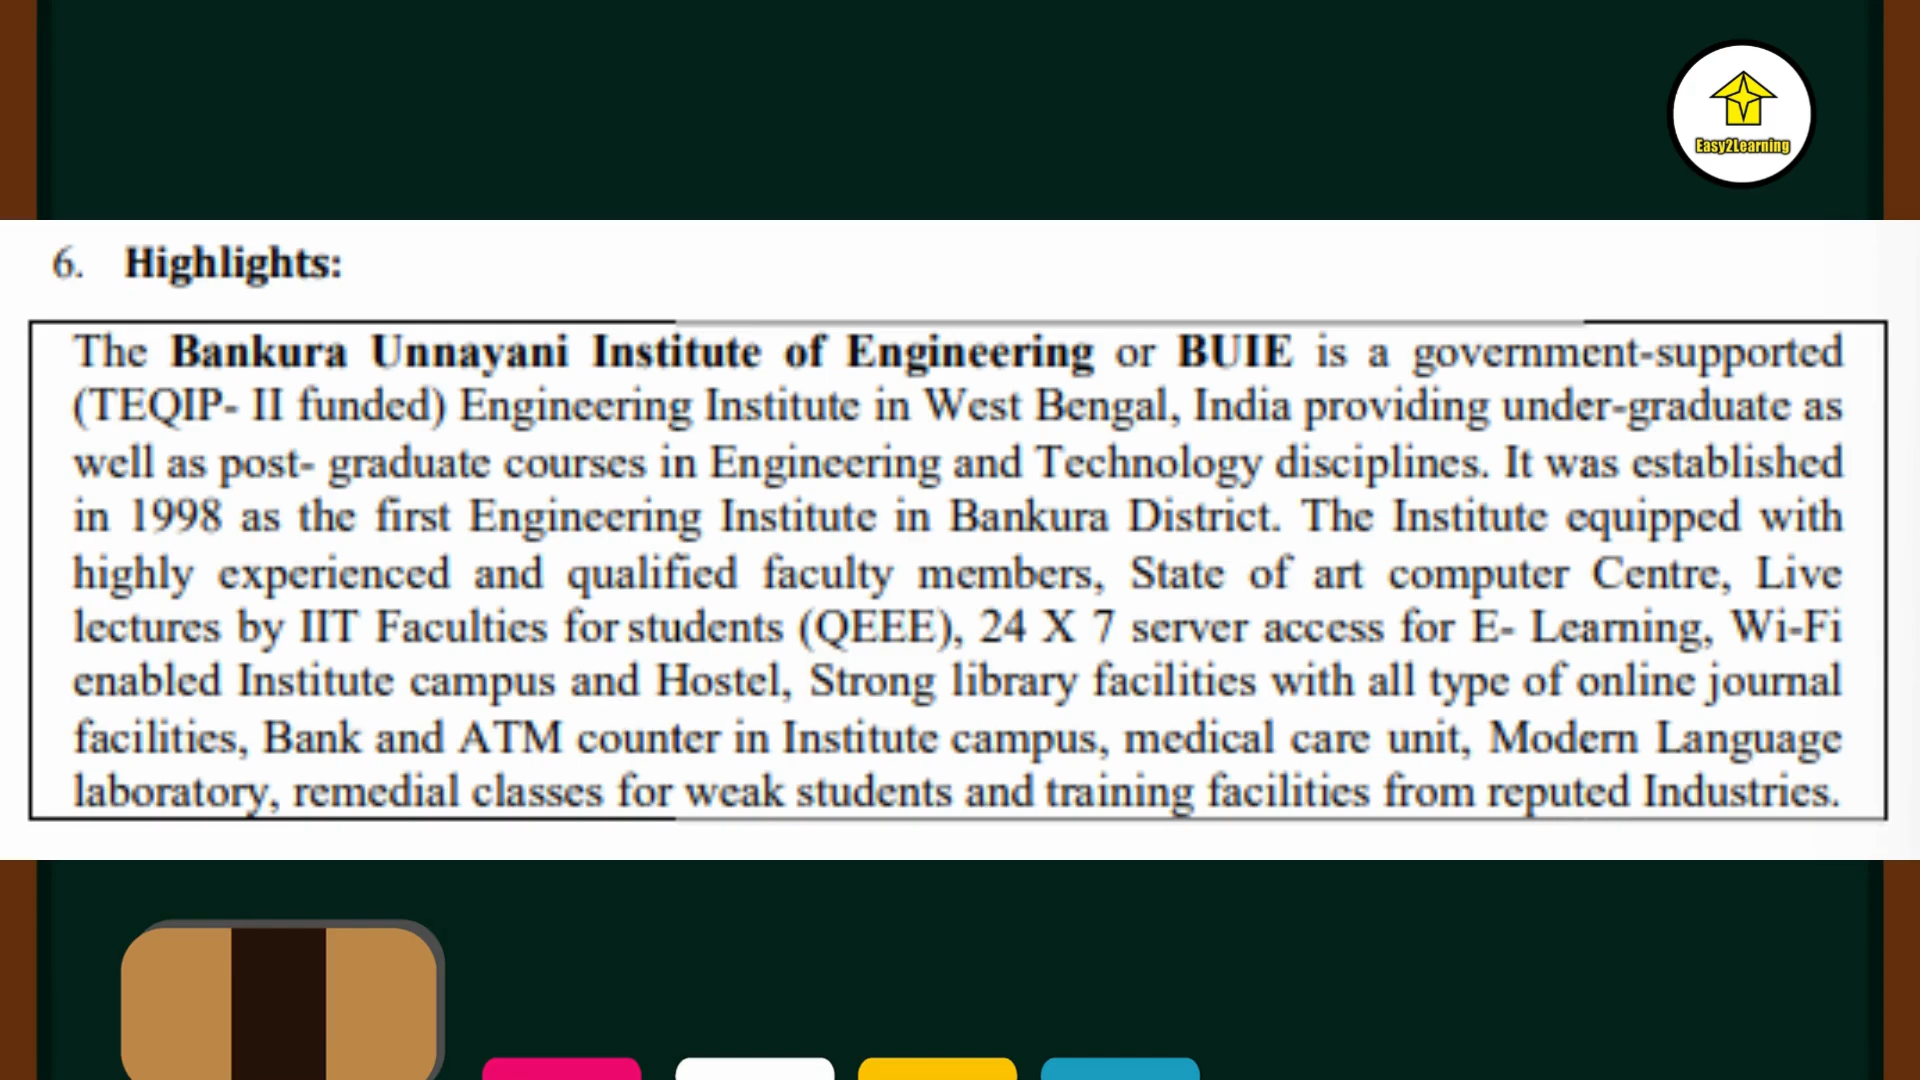 Easy2Learning
6. Highlights:
The Bankura Unnayani Institute of Engineering or BUIE is a government-supported
(TEQIP- II funded) Engineering Institute in West Bengal, India providing under-graduate as
well as post- graduate courses in Engineering and Technology disciplines. It was established
in 1998 as the first Engineering Institute in Bankura District. The Institute equipped with
highly experienced and qualified faculty members, State of art computer Centre, Live
lectures by IIT Faculties for students (QEEE), 24 X 7 server access for E- Learning, Wi-Fi
enabled Institute campus and Hostel, Strong library facilities with all type of online journal
facilities, Bank and ATM counter in Institute campus, medical care unit, Modern Language
laboratory, remedial classes for weak students and training facilities from reputed Industries.